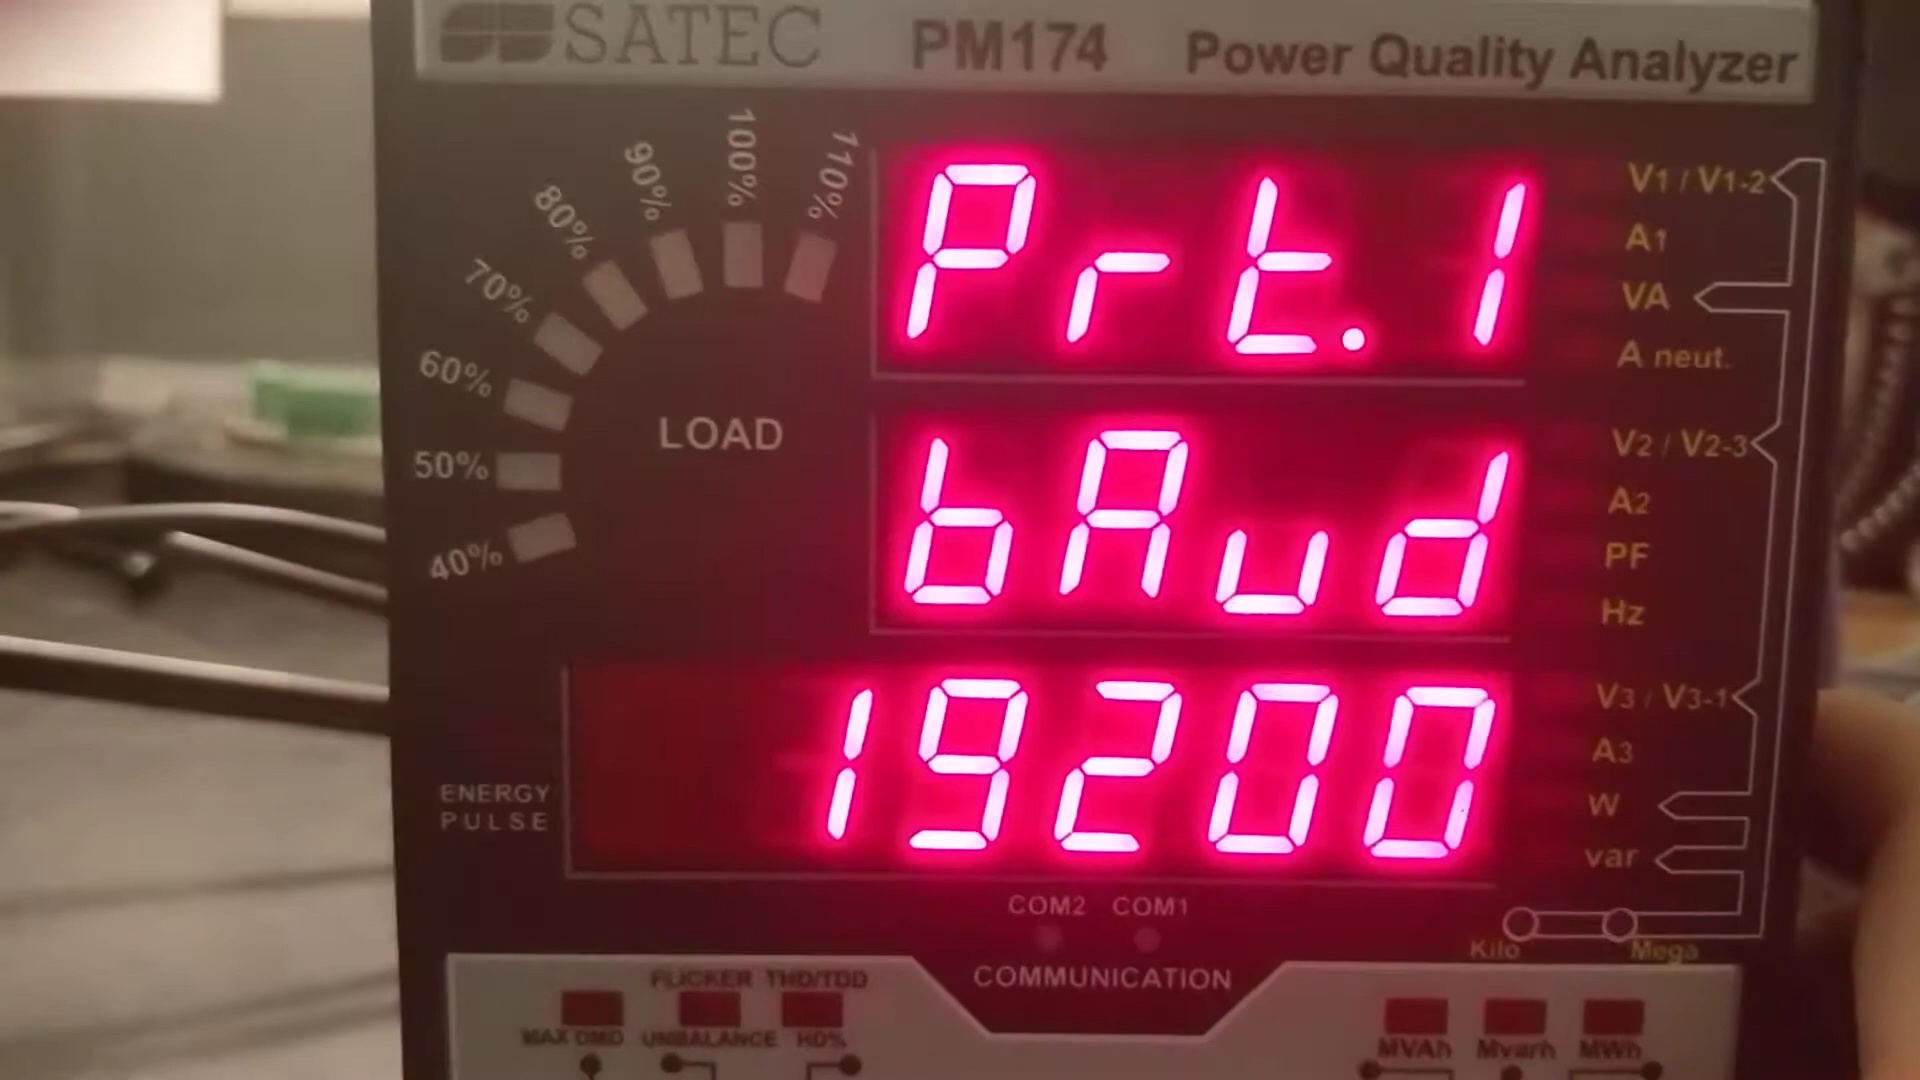 SATEC PM174 Power Quality Analyzer
40%
50%
60%
70%
80%
90%
100%
110%
LOAD
Prt.1
V1 / V1-2
A1
VA
A neut.
bAud
V2 / V2-3
A2
PF
Hz
ENERGY
PULSE
19200
V3 / V3-1
A3
W
var
COM2 COM1
COMMUNICATION
Kilo Mega
FLICKER THD/TDD
MAX DMD UNBALANCE HD%
MVAh Mvarh MWh